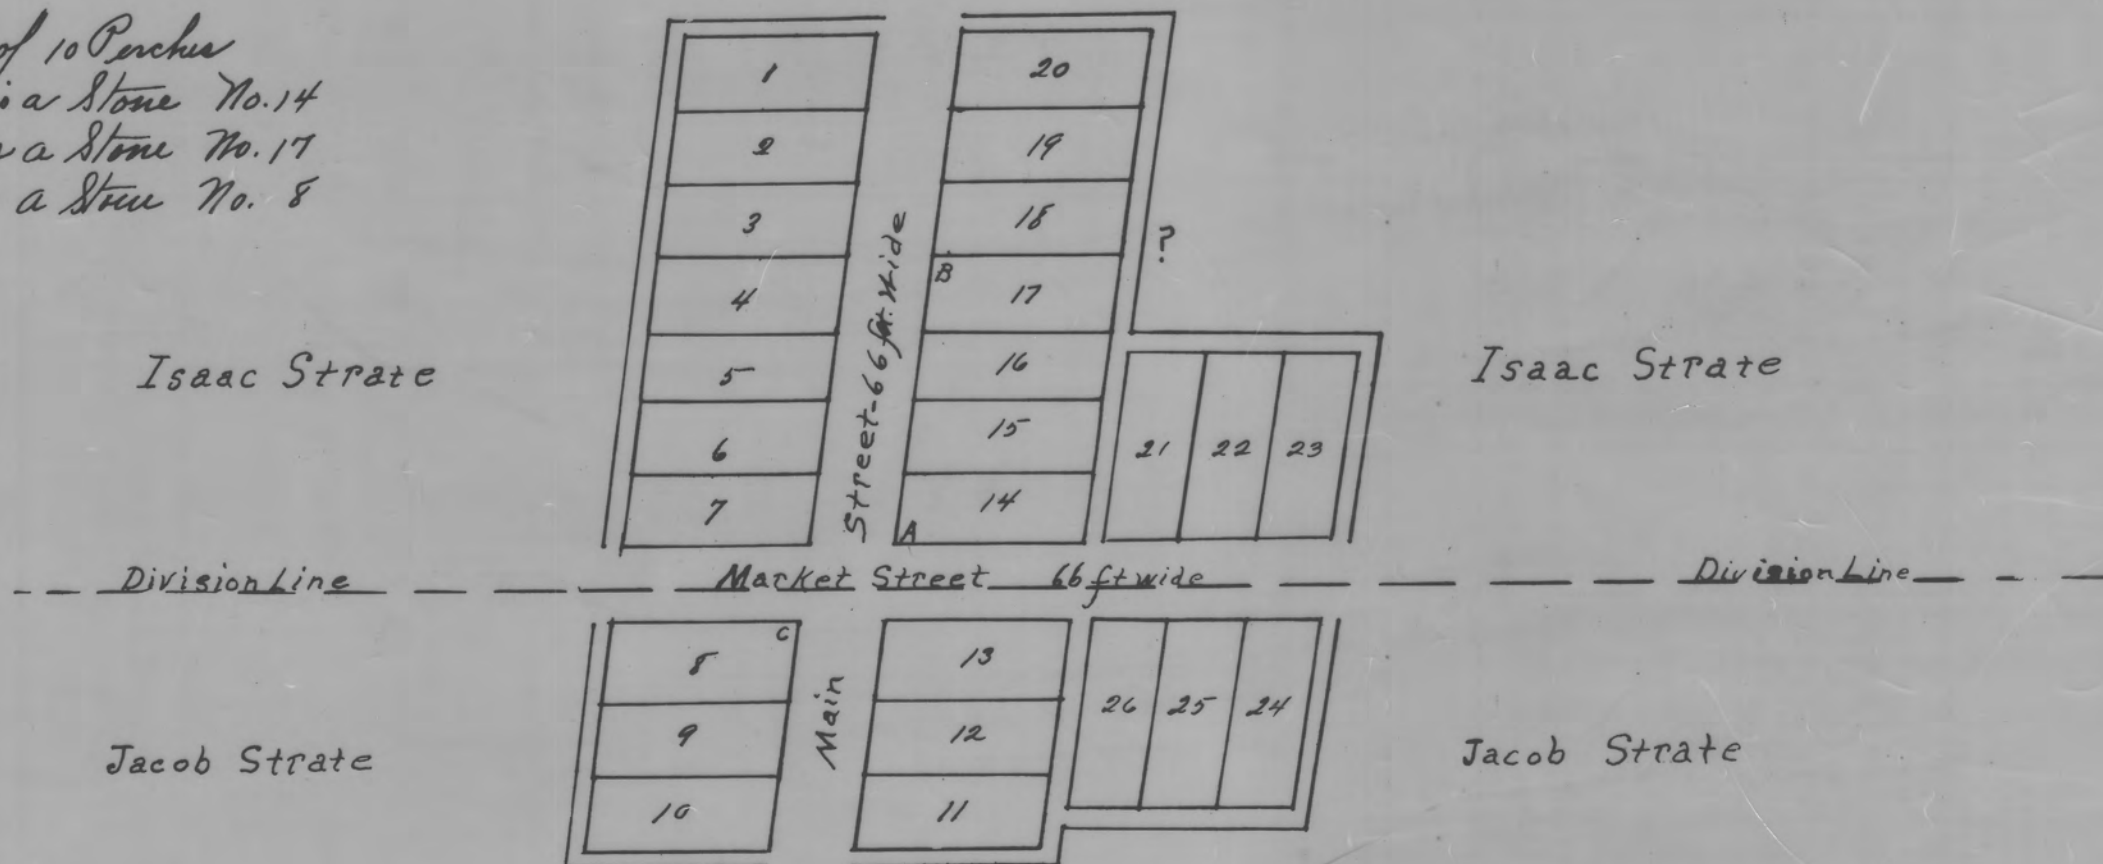 of 10 Perches
is a Stone No. 14
a Stone No. 17
a Stone No. 8
1
20
2
19
3
18
?
4
B
17
Isaac Strate
5
16
Isaac Strate
6
15
21
22
23
7
14
A
Street - 66 ft. Wide
Division Line
Market Street 66 ft wide
Division Line
C
8
13
9
12
26
25
24
Main
Jacob Strate
Jacob Strate
10
11